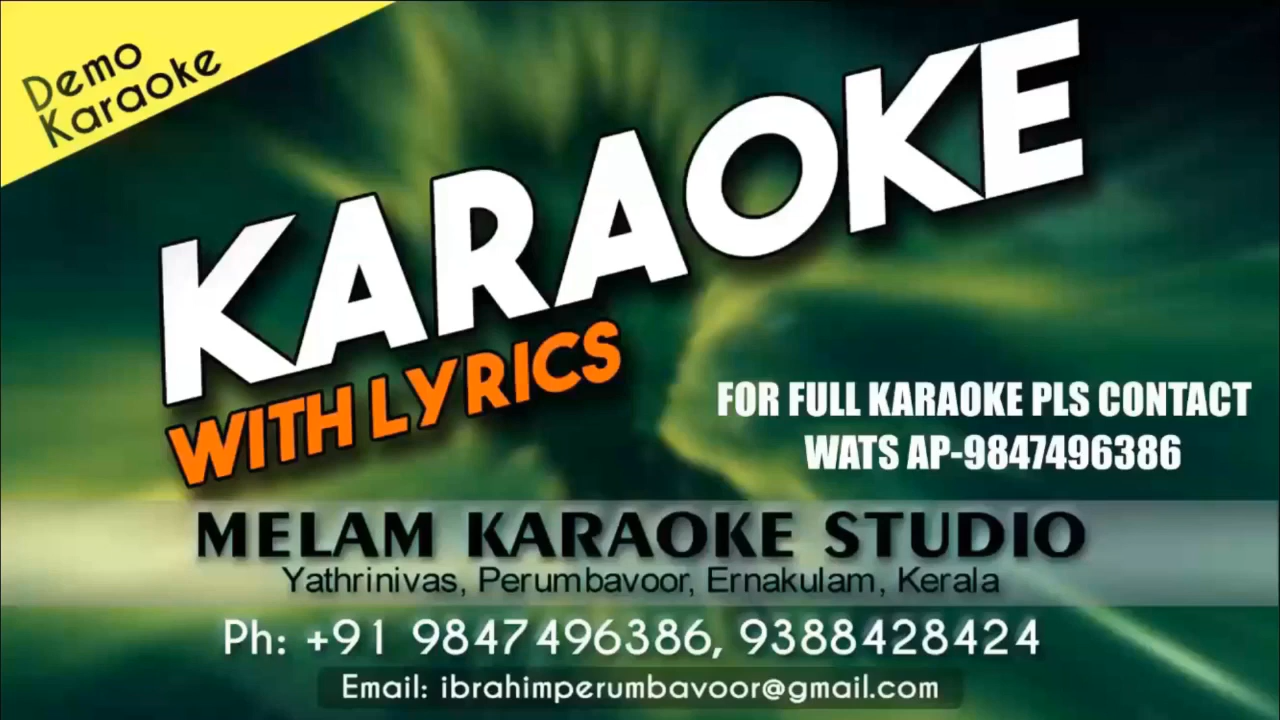 Demo
Karaoke
KARAOKE
WITH LYRICS
FOR FULL KARAOKE PLS CONTACT
WATS AP-9847496386
MELAM KARAOKE STUDIO
Yathrinivas, Perumbavoor, Ernakulam, Kerala
Ph: +91 9847496386, 9388428424
Email: ibrahimperumbavoor@gmail.com